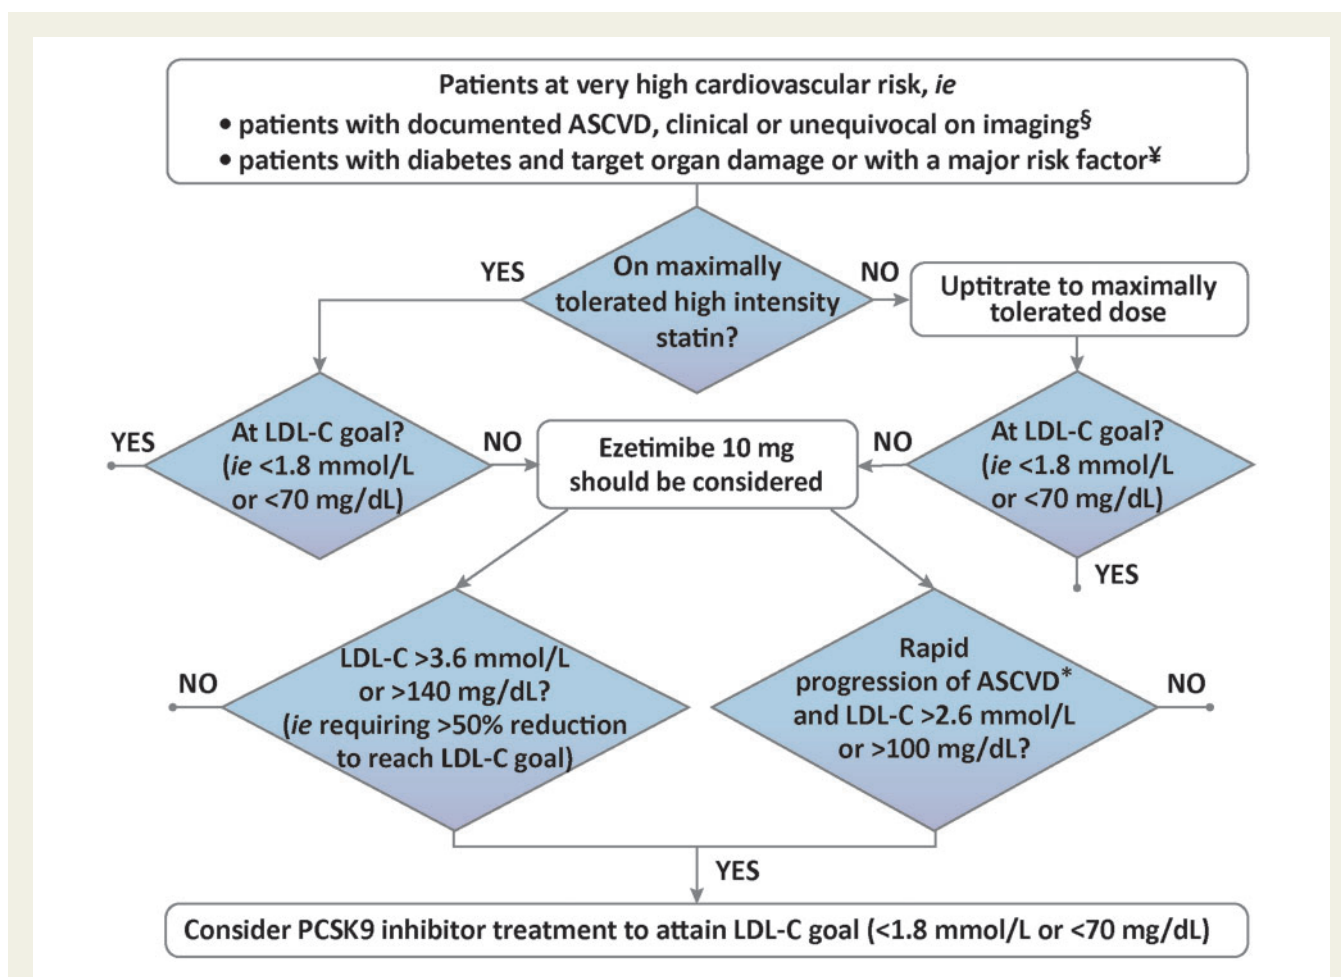 Patients at very high cardiovascular risk, ie
• patients with documented ASCVD, clinical or unequivocal on imaging§
• patients with diabetes and target organ damage or with a major risk factor¥
YES
On maximally
tolerated high intensity
statin?
NO
Uptitrate to maximally
tolerated dose
YES
At LDL-C goal?
(ie <1.8 mmol/L
or <70 mg/dL)
NO
Ezetimibe 10 mg
should be considered
NO
At LDL-C goal?
(ie <1.8 mmol/L
or <70 mg/dL)
YES
NO
LDL-C >3.6 mmol/L
or >140 mg/dL?
(ie requiring >50% reduction
to reach LDL-C goal)
Rapid
progression of ASCVD*
and LDL-C >2.6 mmol/L
or >100 mg/dL?
NO
YES
Consider PCSK9 inhibitor treatment to attain LDL-C goal (<1.8 mmol/L or <70 mg/dL)